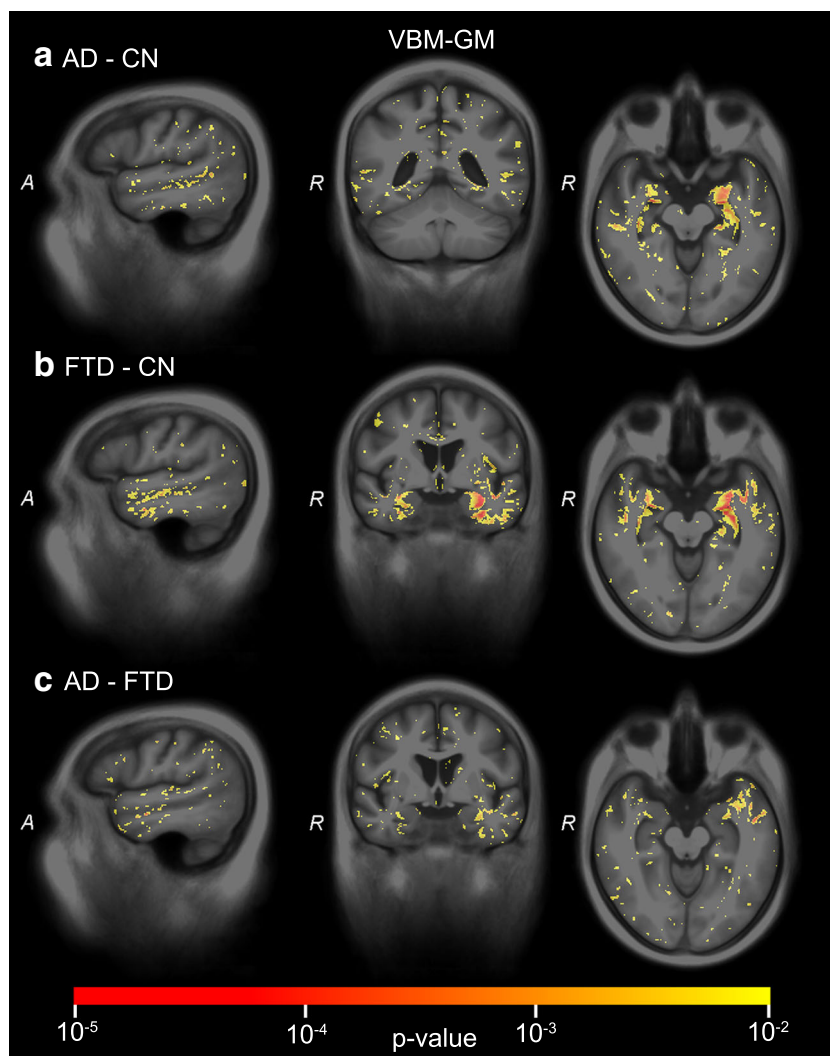 VBM-GM
a AD - CN
A
R
R
b FTD - CN
A
R
R
c AD - FTD
A
R
R
10-5
10-4
10-3
10-2
p-value